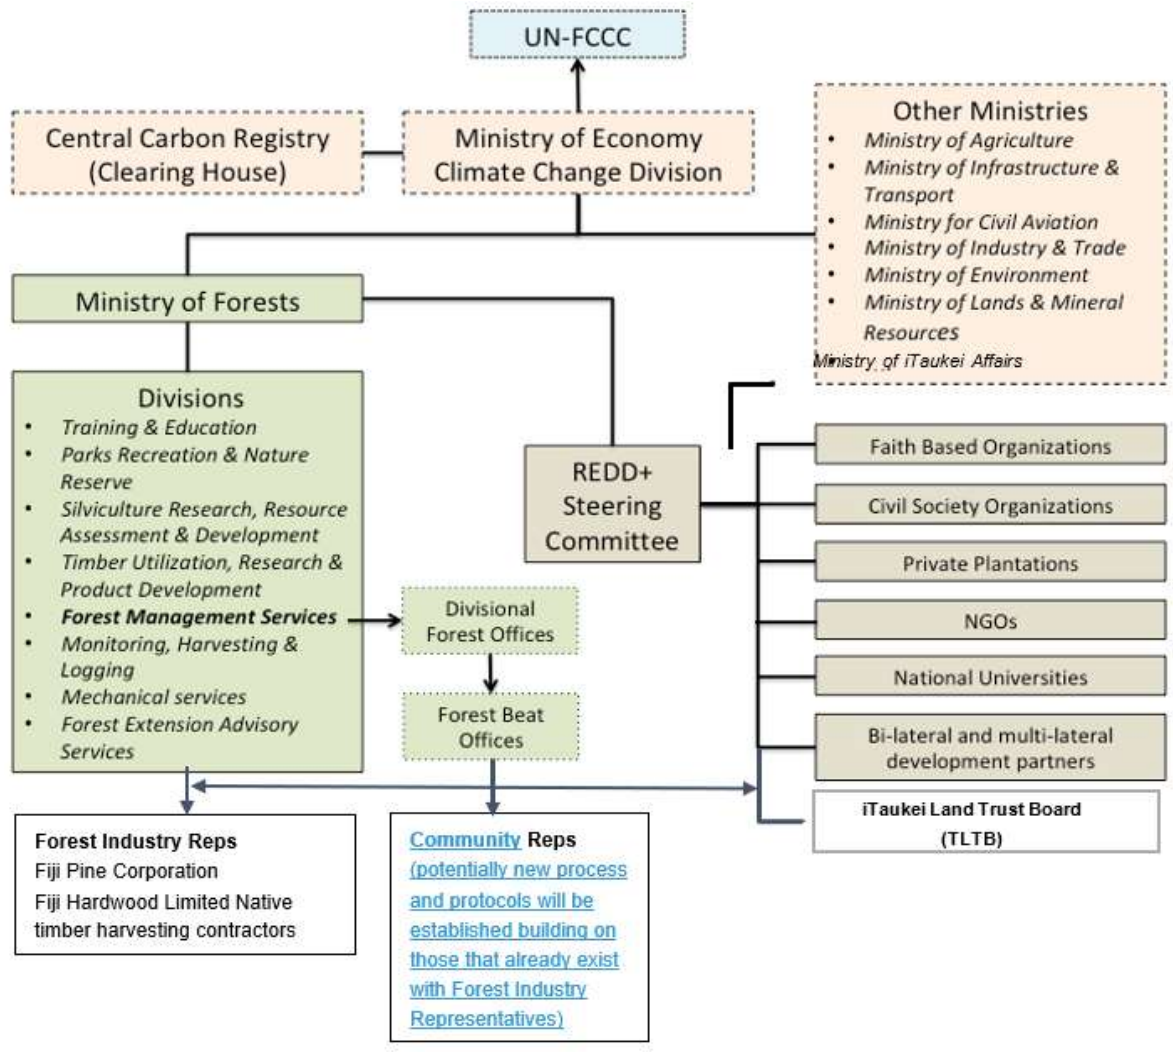 UN-FCCC
Central Carbon Registry
(Clearing House)
Ministry of Economy
Climate Change Division
Other Ministries
• Ministry of Agriculture
• Ministry of Infrastructure &
Transport
• Ministry for Civil Aviation
• Ministry of Industry & Trade
• Ministry of Environment
• Ministry of Lands & Mineral
Resources
Ministry of iTaukei Affairs
Ministry of Forests
Divisions
• Training & Education
• Parks Recreation & Nature
Reserve
• Silviculture Research, Resource
Assessment & Development
• Timber Utilization, Research &
Product Development
• Forest Management Services
• Monitoring, Harvesting &
Logging
• Mechanical services
• Forest Extension Advisory
Services
REDD+
Steering
Committee
Divisional
Forest Offices
Forest Beat
Offices
Faith Based Organizations
Civil Society Organizations
Private Plantations
NGOs
National Universities
Bi-lateral and multi-lateral
development partners
iTaukei Land Trust Board
(TLTB)
Forest Industry Reps
Fiji Pine Corporation
Fiji Hardwood Limited Native
timber harvesting contractors
Community Reps
(potentially new process
and protocols will be
established building on
those that already exist
with Forest Industry
Representatives)